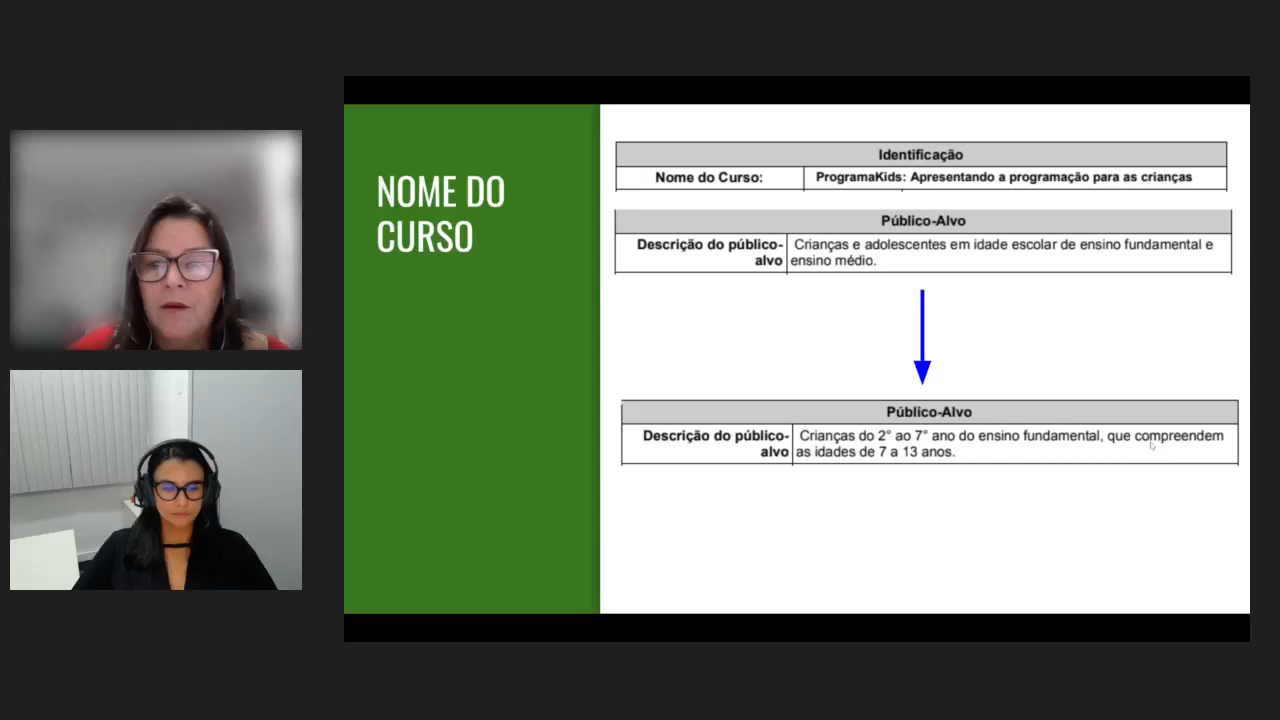 NOME DO
CURSO
Identificação
Nome do Curso: ProgramaKids: Apresentando a programação para as crianças
Público-Alvo
Descrição do público- Crianças e adolescentes em idade escolar de ensino fundamental e
alvo ensino médio.
Público-Alvo
Descrição do público- Crianças do 2° ao 7° ano do ensino fundamental, que compreendem
alvo as idades de 7 a 13 anos.